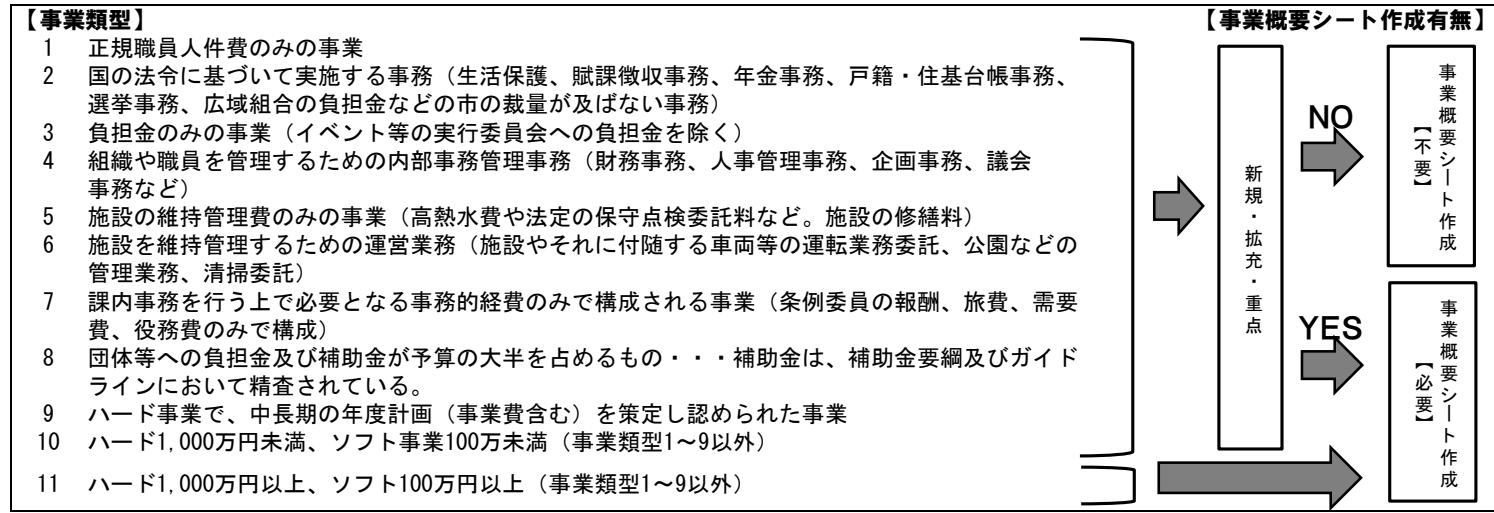 【事業類型】
【事業概要シート作成有無】
1 正規職員人件費のみの事業
2 国の法令に基づいて実施する事務（生活保護、賦課徴収事務、年金事務、戸籍・住基台帳事務、
選挙事務、広域組合の負担金などの市の裁量が及ばない事務）
3 負担金のみの事業（イベント等の実行委員会への負担金を除く）
4 組織や職員を管理するための内部事務管理事務（財務事務、人事管理事務、企画事務、議会
事務など）
5 施設の維持管理費のみの事業（高熱水費や法定の保守点検委託料など。施設の修繕料）
6 施設を維持管理するための運営業務（施設やそれに付随する車両等の運転業務委託、公園などの
管理業務、清掃委託）
7 課内事務を行う上で必要となる事務的経費のみで構成される事業（条例委員の報酬、旅費、需要
費、役務費のみで構成）
8 団体等への負担金及び補助金が予算の大半を占めるもの・・・補助金は、補助金要綱及びガイド
ラインにおいて精査されている。
9 ハード事業で、中長期の年度計画（事業費含む）を策定し認められた事業
10 ハード1,000万円未満、ソフト事業100万未満（事業類型1～9以外）
11 ハード1,000万円以上、ソフト100万円以上（事業類型1～9以外）
新規・拡充・重点
NO
事業概要シート作成
【不要】
YES
事業概要シート作成
【必要】